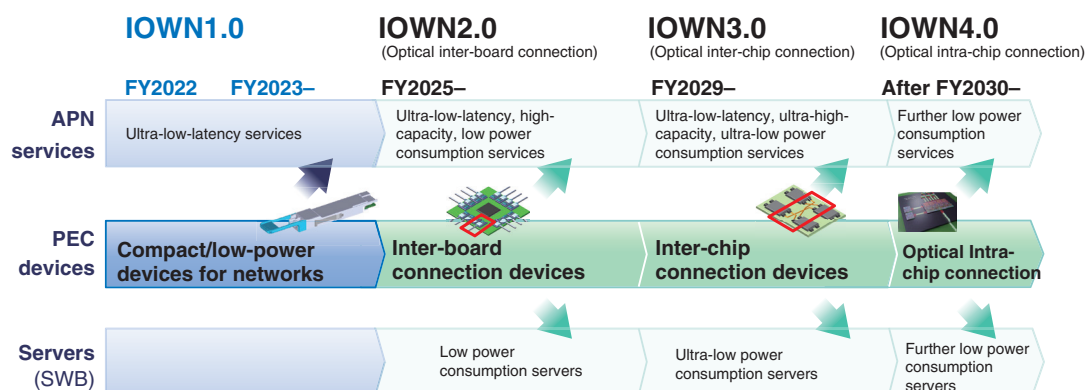 IOWN1.0
IOWN2.0
(Optical inter-board connection)
IOWN3.0
(Optical inter-chip connection)
IOWN4.0
(Optical intra-chip connection)
FY2022
FY2023–
FY2025–
FY2029–
After FY2030–
APN
services
Ultra-low-latency services
Ultra-low-latency, high-
capacity, low power
consumption services
Ultra-low-latency, ultra-high-
capacity, ultra-low power
consumption services
Further low power
consumption
services
PEC
devices
Compact/low-power
devices for networks
Inter-board
connection devices
Inter-chip
connection devices
Optical Intra-
chip connection
Servers
(SWB)
Low power
consumption servers
Ultra-low power
consumption servers
Further low power
consumption
servers